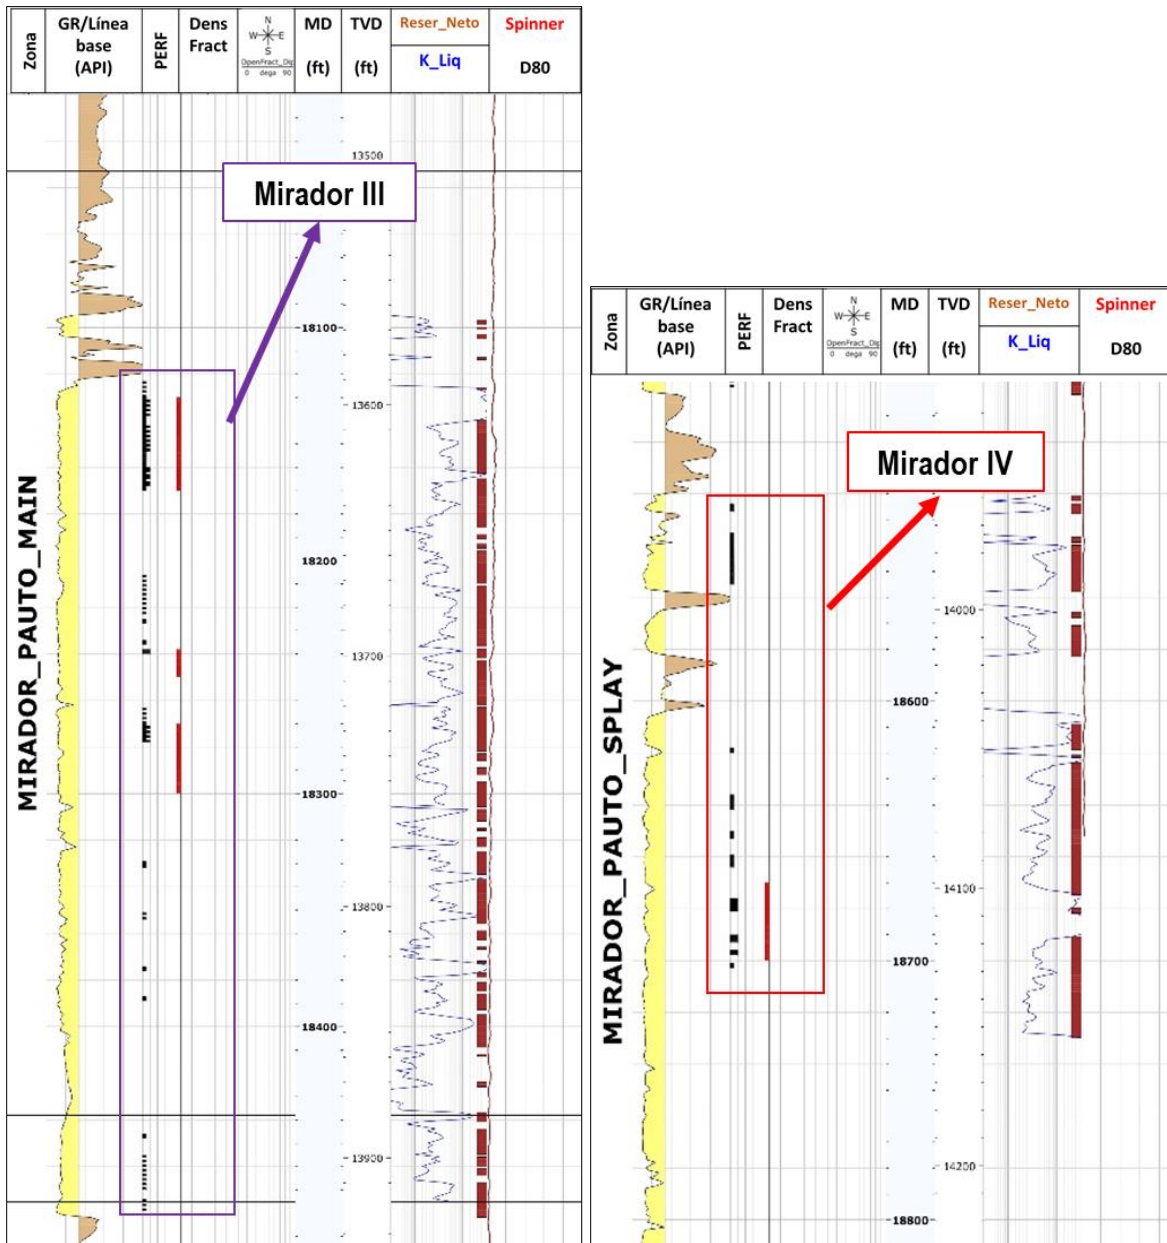 Zona
GR/Línea
base
(API)
PERF
Dens
Fract
N
W E
S
OpenFract_Dip
0 dega 90
MD
(ft)
TVD
(ft)
Reser_Neto
K_Liq
Spinner
D80
MIRADOR_PAUTO_MAIN
Mirador III
13500
18100
13600
18200
13700
18300
13800
18400
13900
Zona
GR/Línea
base
(API)
PERF
Dens
Fract
N
W E
S
OpenFract_Dip
0 dega 90
MD
(ft)
TVD
(ft)
Reser_Neto
K_Liq
Spinner
D80
MIRADOR_PAUTO_SPLAY
Mirador IV
14000
18600
14100
18700
14200
18800